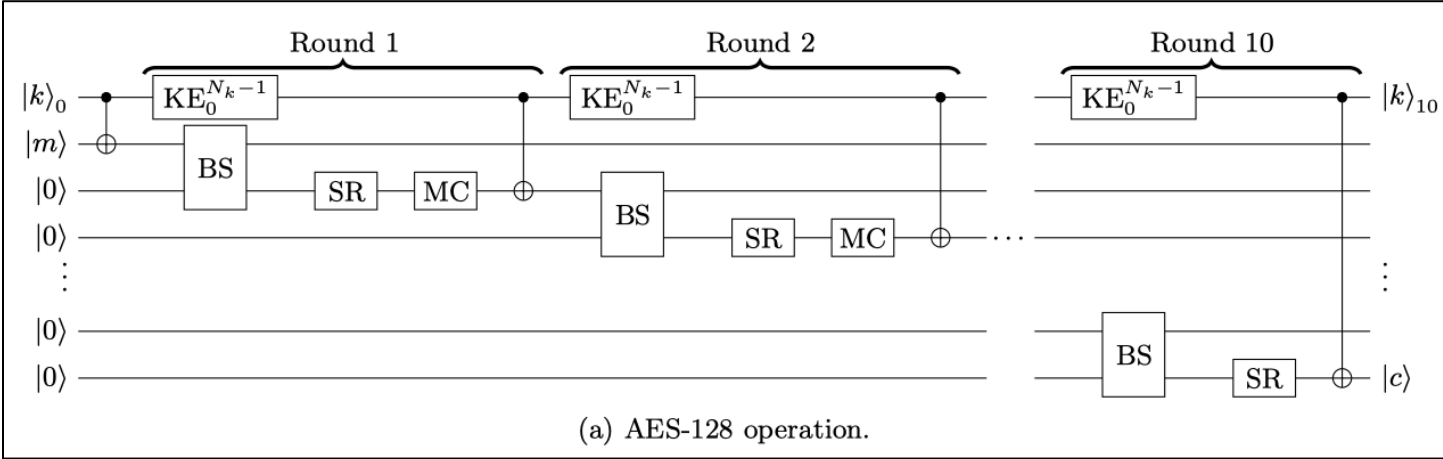 Round 1 Round 2 Round 10
|k⟩₀ KE₀^{N_k−1} KE₀^{N_k−1} KE₀^{N_k−1} |k⟩₁₀
|m⟩
BS
|0⟩ SR MC
BS
|0⟩ SR MC ···
⋮ ⋮
|0⟩
BS
|0⟩ SR |c⟩
(a) AES-128 operation.